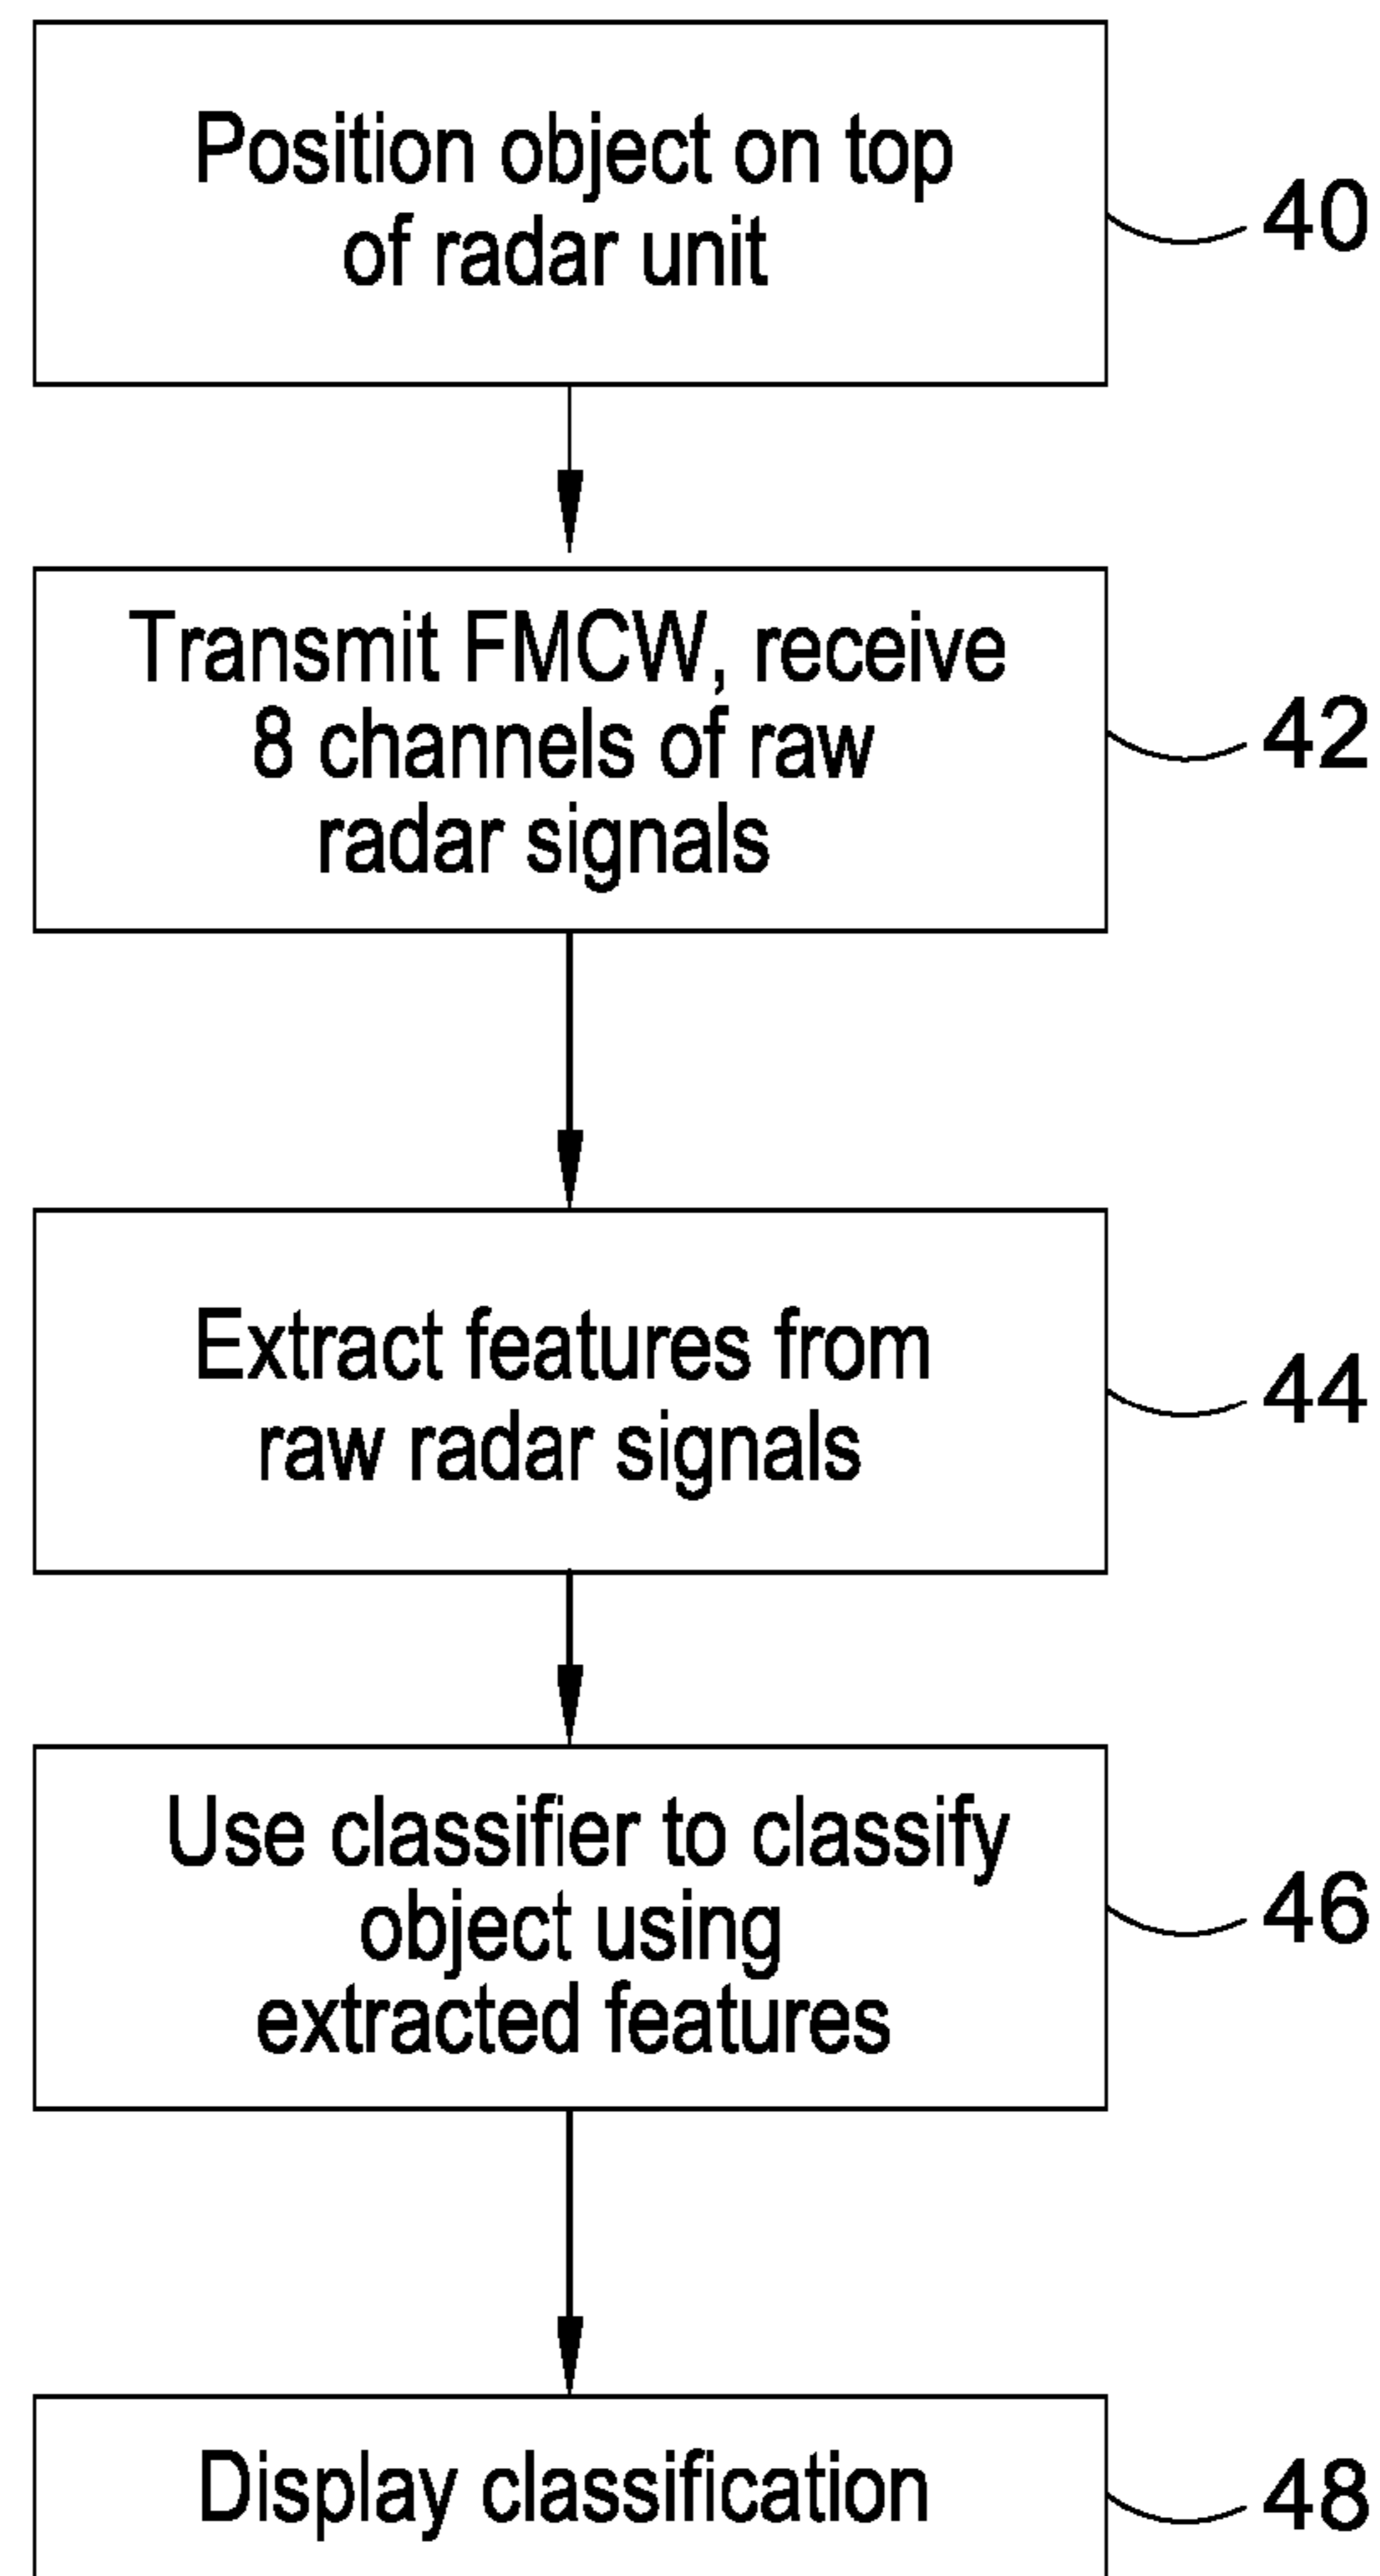 Position object on top
of radar unit
40
Transmit FMCW, receive
8 channels of raw
radar signals
42
Extract features from
raw radar signals
44
Use classifier to classify
object using
extracted features
46
Display classification
48